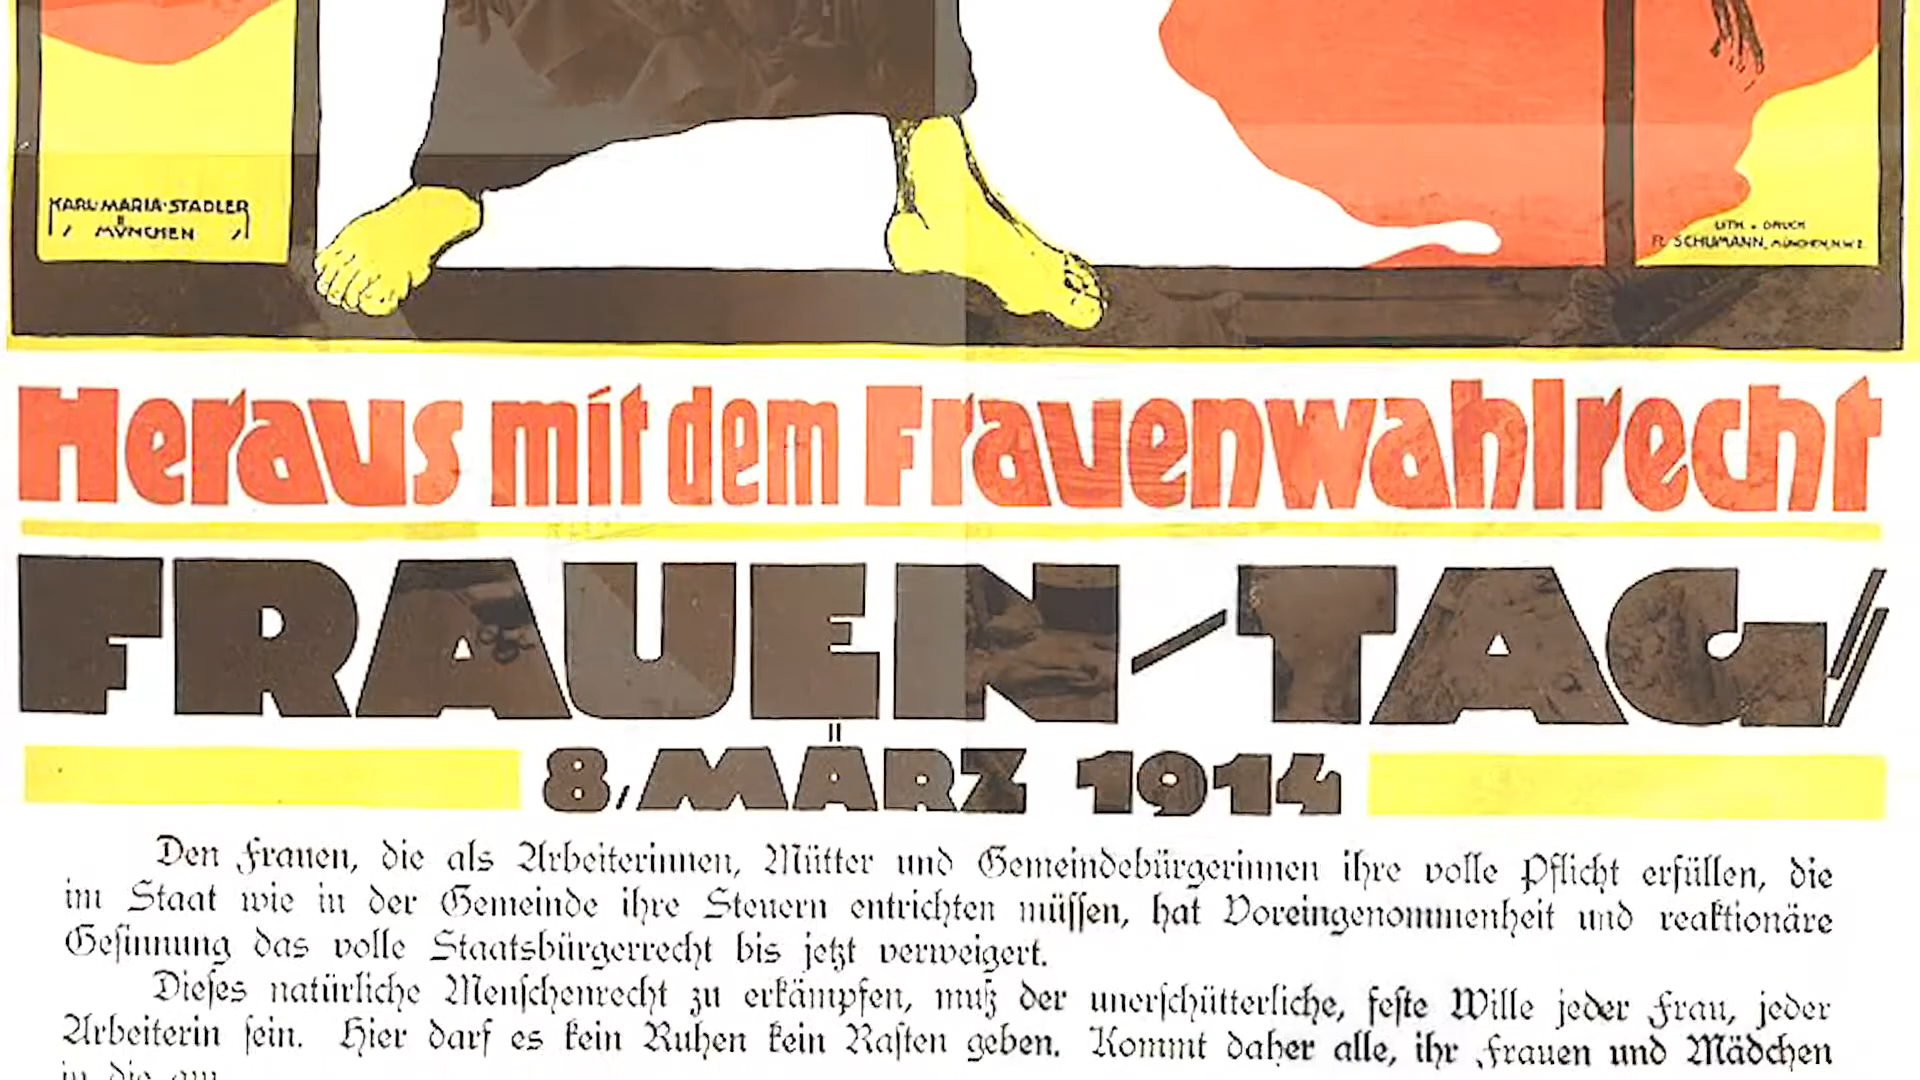 KARL·MARIA·STADLER
MÜNCHEN
LITH. U. DRUCK
R. SCHUMANN, MÜNCHEN, N.W 2.
Heraus mit dem Frauenwahlrecht
FRAUEN-TAG
8. MÄRZ 1914
Den Frauen, die als Arbeiterinnen, Mütter und Gemeindebürgerinnen ihre volle Pflicht erfüllen, die
im Staat wie in der Gemeinde ihre Steuern entrichten müssen, hat Voreingenommenheit und reaktionäre
Gesinnung das volle Staatsbürgerrecht bis jetzt verweigert.
Dieses natürliche Menschenrecht zu erkämpfen, muß der unerschütterliche, feste Wille jeder Frau, jeder
Arbeiterin sein. Hier darf es kein Ruhen kein Rasten geben. Kommt daher alle, ihr Frauen und Mädchen
in die am